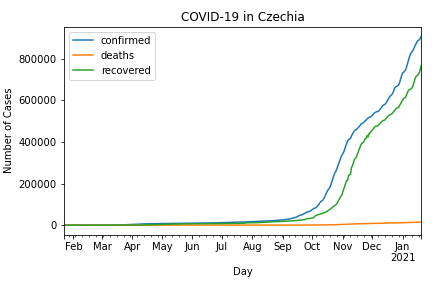 COVID-19 in Czechia
confirmed
deaths
recovered
Number of Cases
800000
600000
400000
200000
0
Feb Mar Apr May Jun Jul Aug Sep Oct Nov Dec Jan
2021
Day